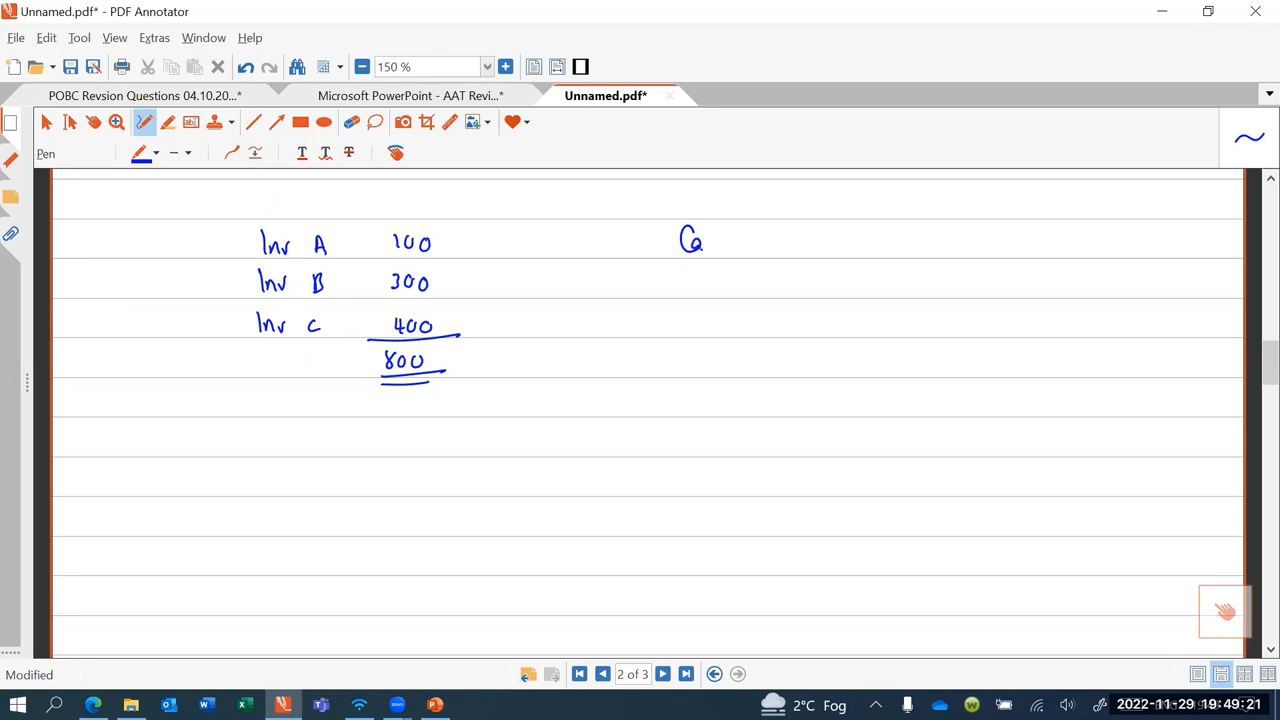 Unnamed.pdf* - PDF Annotator
File Edit Tool View Extras Window Help
150 %
POBC Revsion Questions 04.10.20...* Microsoft PowerPoint - AAT Revi...* Unnamed.pdf*
Pen
Inv A 100
Ca
Inv B 300
Inv C 400
800
Modified
2 of 3
2°C Fog
2022-11-29 19:49:21